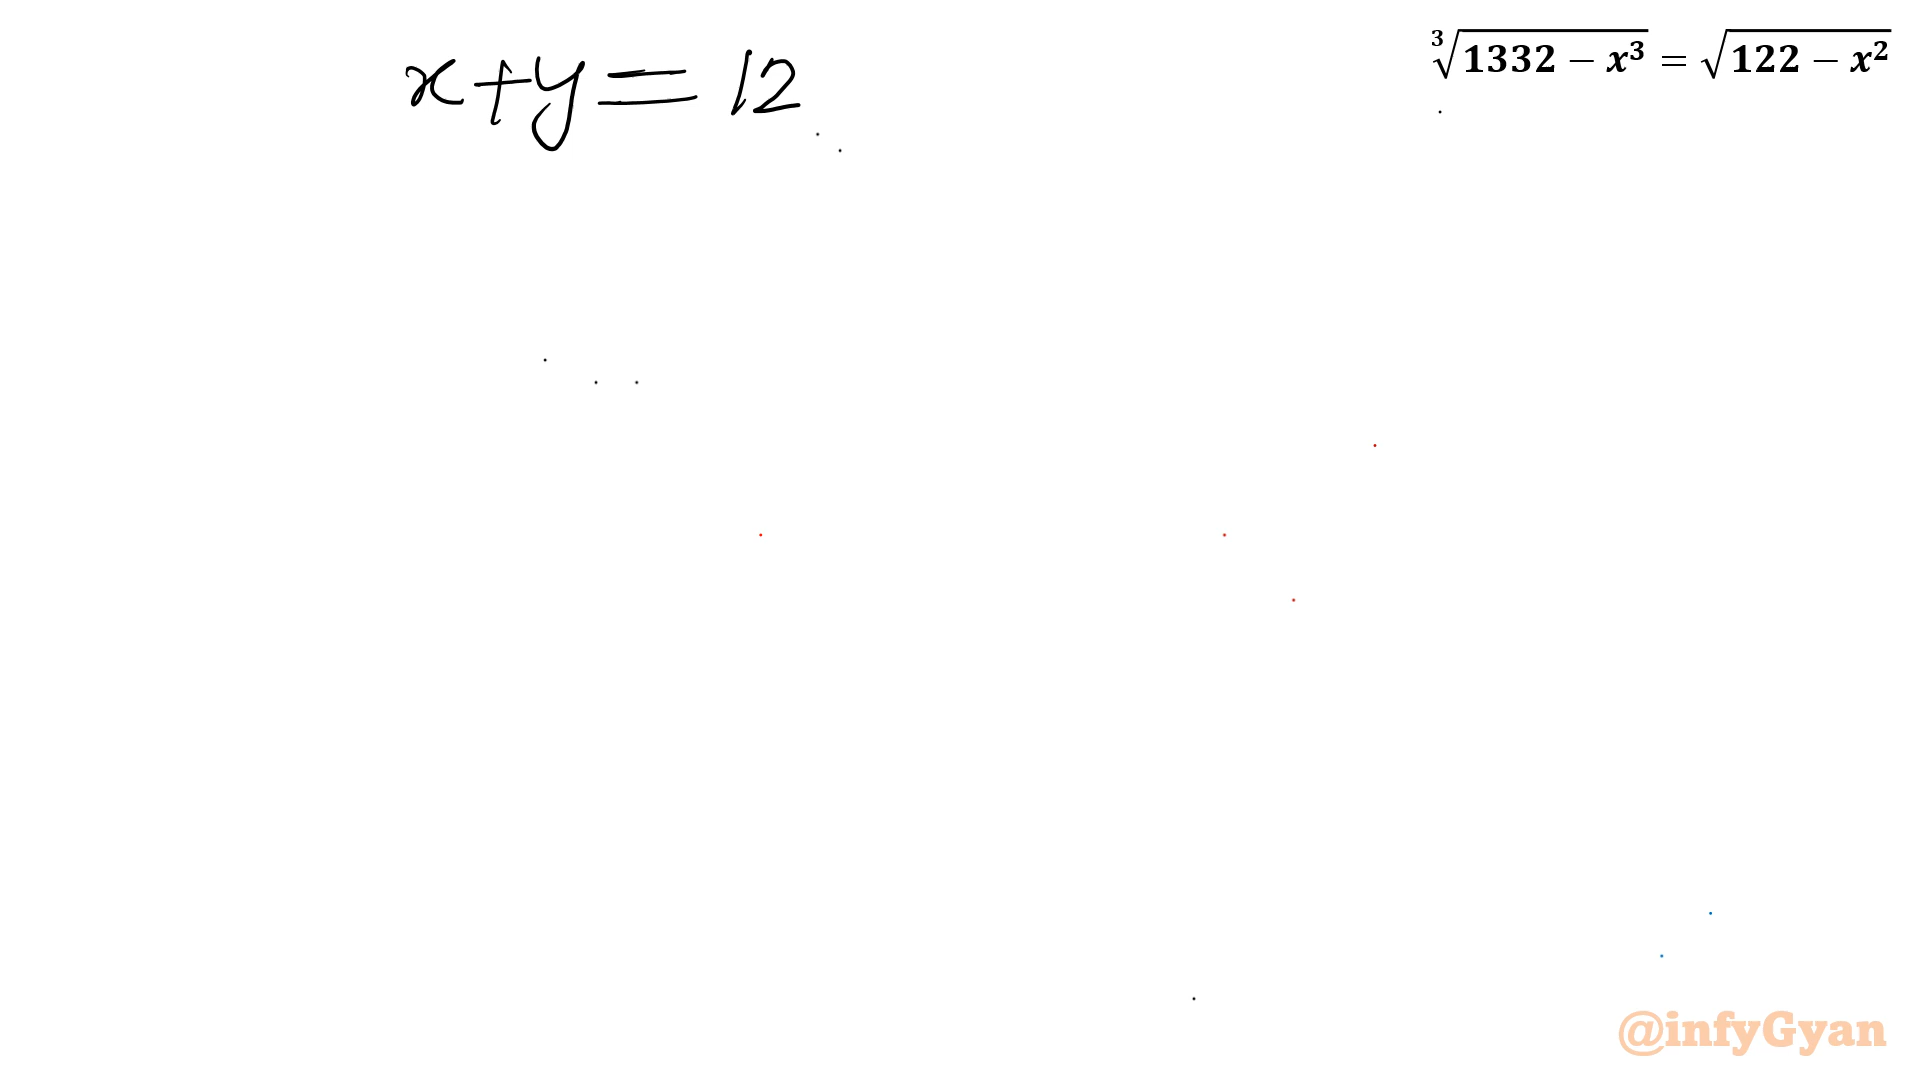 x+y=12
∛(1332 − x³) = √(122 − x²)
@infyGyan